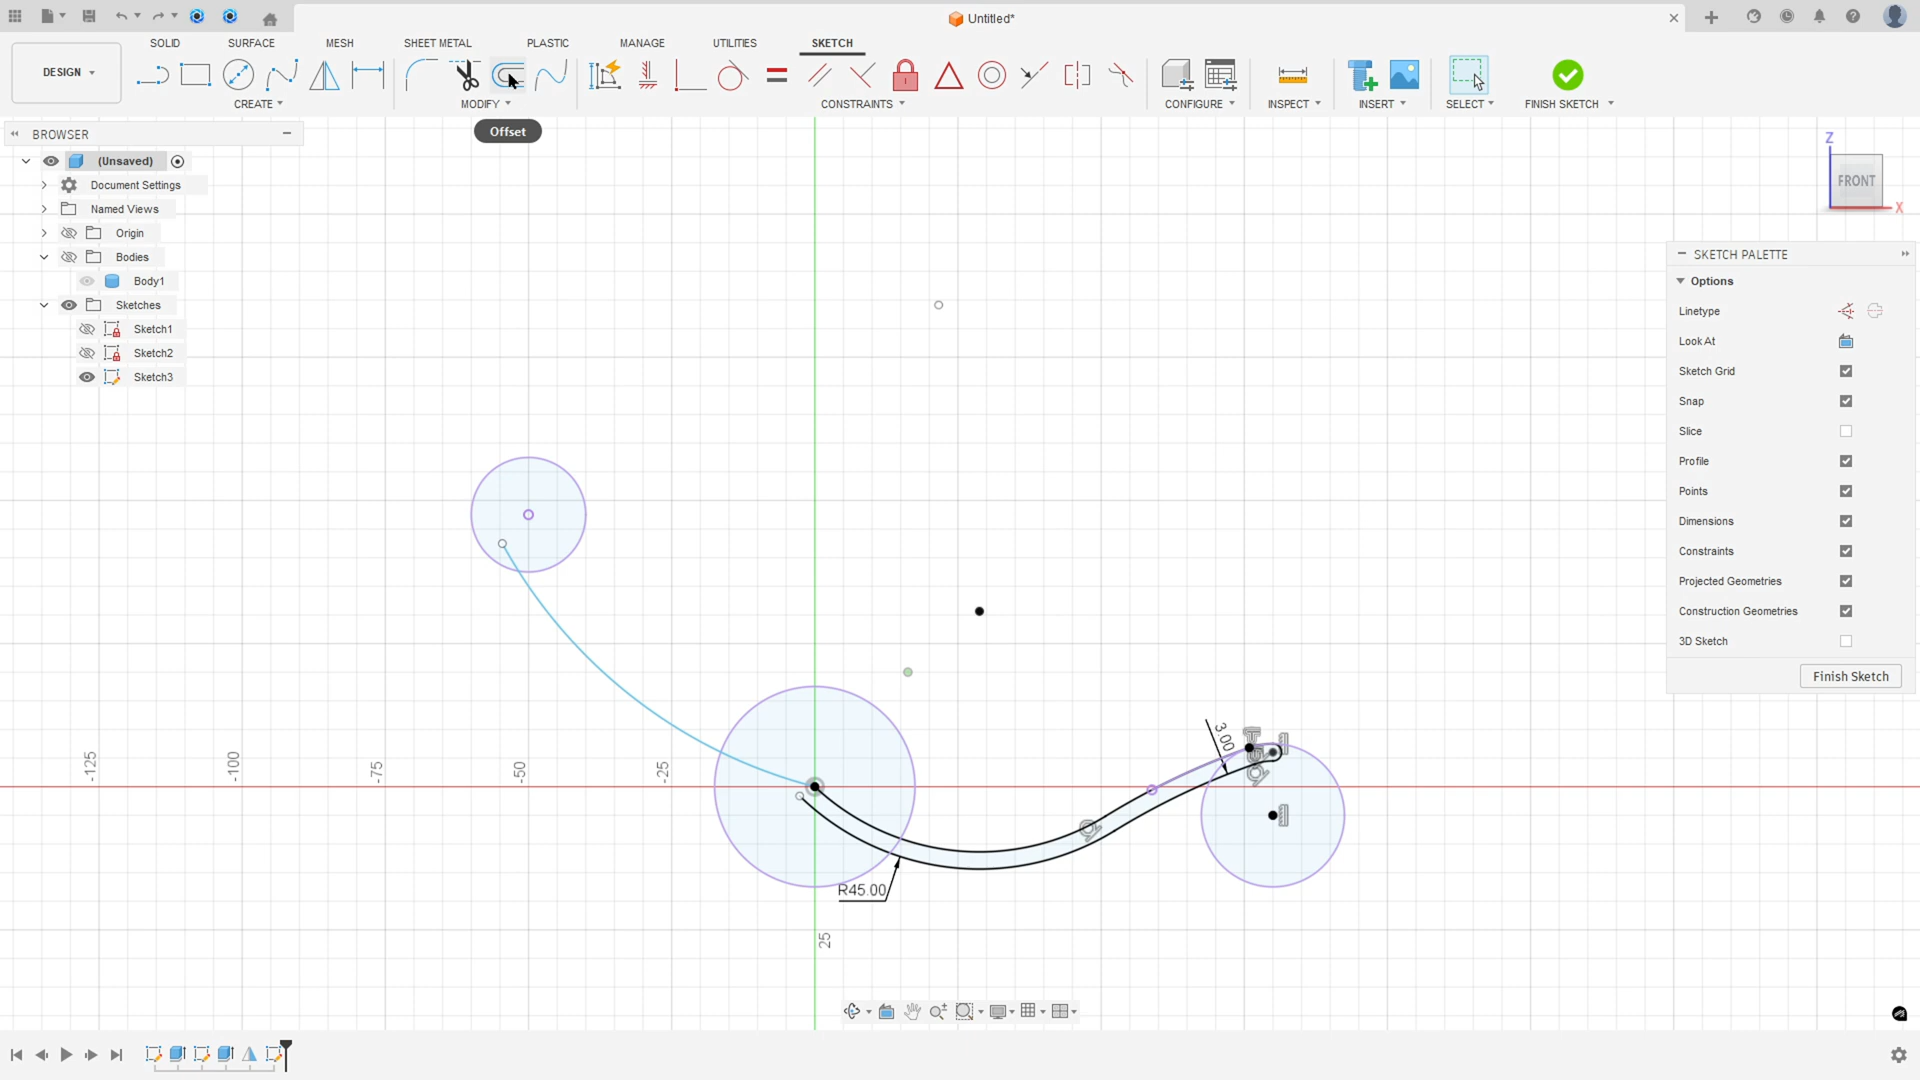 Untitled*
DESIGN
SOLID
SURFACE
MESH
SHEET METAL
PLASTIC
MANAGE
UTILITIES
SKETCH
CREATE
MODIFY
CONSTRAINTS
CONFIGURE
INSPECT
INSERT
SELECT
FINISH SKETCH
Offset
BROWSER
(Unsaved)
Document Settings
Named Views
Origin
Bodies
Body1
Sketches
Sketch1
Sketch2
Sketch3
Z
FRONT
X
SKETCH PALETTE
Options
Linetype
Look At
Sketch Grid
Snap
Slice
Profile
Points
Dimensions
Constraints
Projected Geometries
Construction Geometries
3D Sketch
Finish Sketch
-125
-100
-75
-50
-25
3.00
R45.00
25